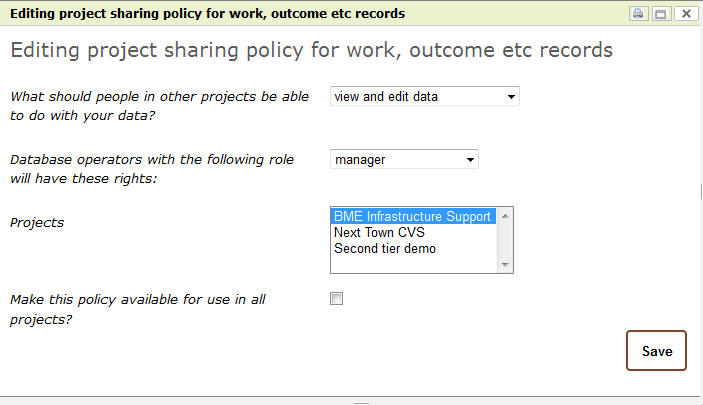 Editing project sharing policy for work, outcome etc records
Editing project sharing policy for work, outcome etc records
What should people in other projects be able
to do with your data?
view and edit data
Database operators with the following role
will have these rights:
manager
Projects
BME Infrastructure Support
Next Town CVS
Second tier demo
Make this policy available for use in all
projects?
Save